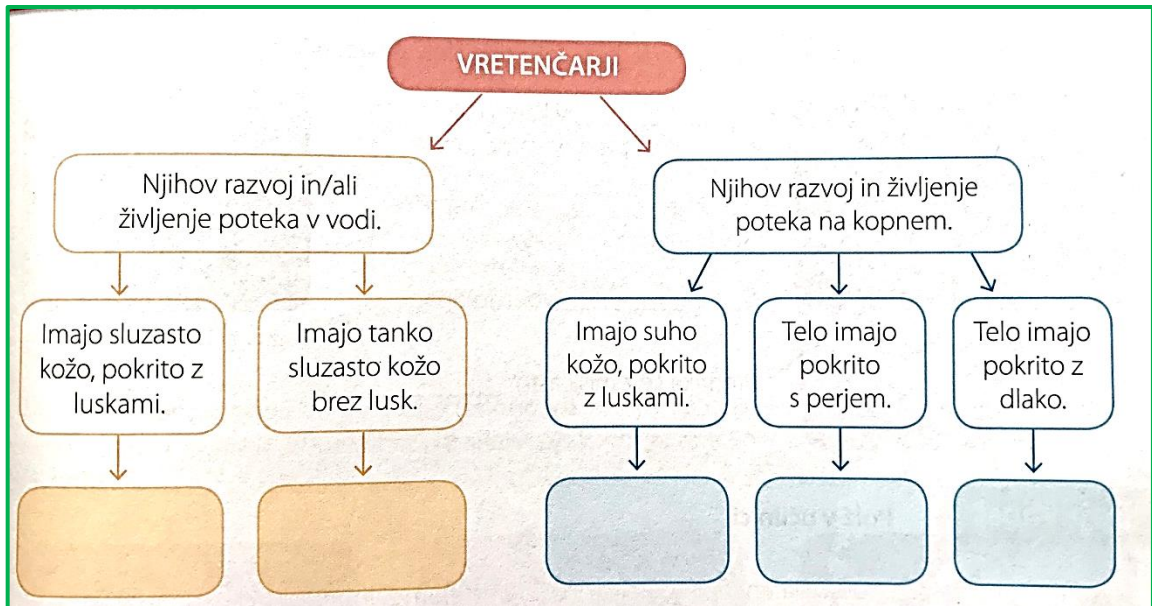 VRETENČARJI
Njihov razvoj in/ali
življenje poteka v vodi.
Njihov razvoj in življenje
poteka na kopnem.
Imajo sluzasto
kožo, pokrito z
luskami.
Imajo tanko
sluzasto kožo
brez lusk.
Imajo suho
kožo, pokrito
z luskami.
Telo imajo
pokrito
s perjem.
Telo imajo
pokrito z
dlako.